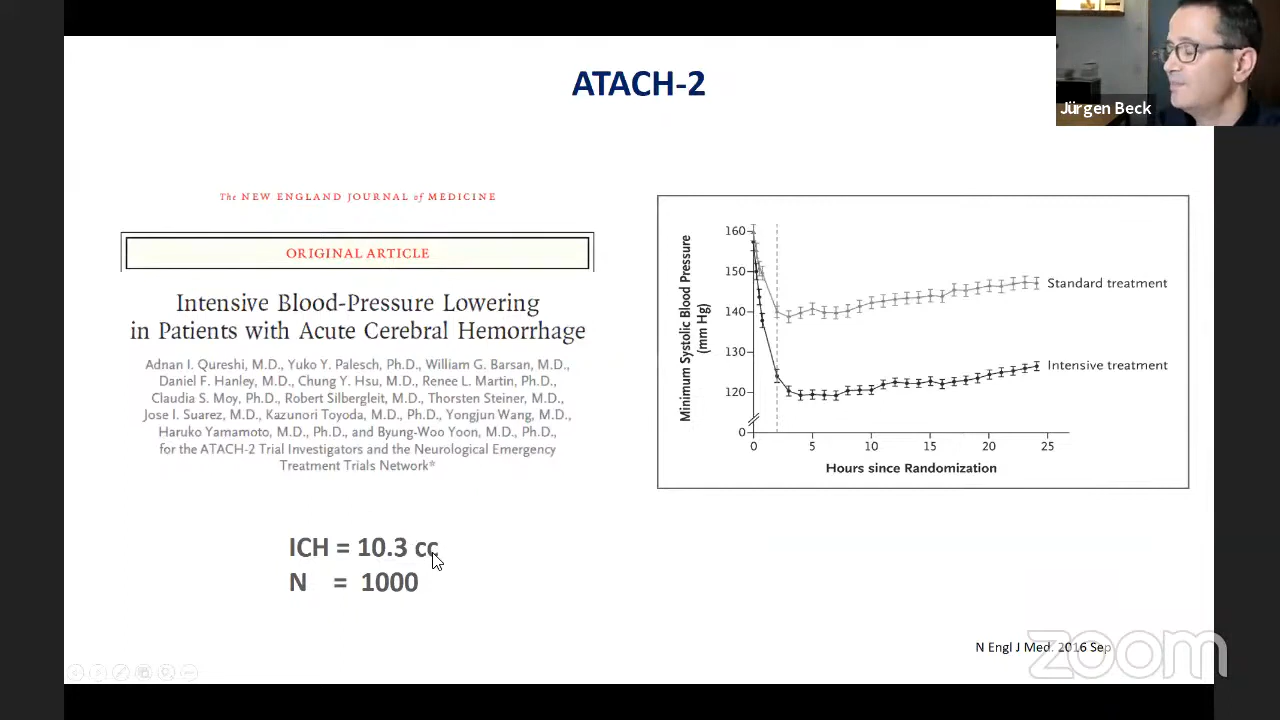 ATACH-2
Jürgen Beck
The NEW ENGLAND JOURNAL of MEDICINE
ORIGINAL ARTICLE
Intensive Blood-Pressure Lowering
in Patients with Acute Cerebral Hemorrhage
Adnan I. Qureshi, M.D., Yuko Y. Palesch, Ph.D., William G. Barsan, M.D.,
Daniel F. Hanley, M.D., Chung Y. Hsu, M.D., Renee L. Martin, Ph.D.,
Claudia S. Moy, Ph.D., Robert Silbergleit, M.D., Thorsten Steiner, M.D.,
Jose I. Suarez, M.D., Kazunori Toyoda, M.D., Ph.D., Yongjun Wang, M.D.,
Haruko Yamamoto, M.D., Ph.D., and Byung-Woo Yoon, M.D., Ph.D.,
for the ATACH-2 Trial Investigators and the Neurological Emergency
Treatment Trials Network*
ICH = 10.3 cc
N = 1000
Minimum Systolic Blood Pressure
(mm Hg)
160
150
140
130
120
0
0 5 10 15 20 25
Hours since Randomization
Standard treatment
Intensive treatment
N Engl J Med. 2016 Sep
zoom